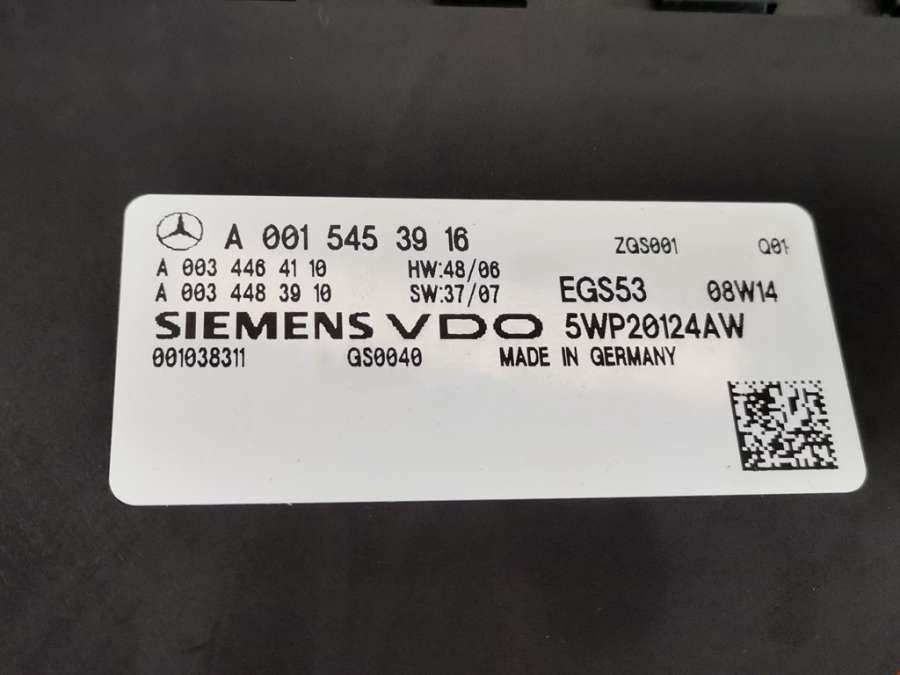 A 001 545 39 16 ZGS001 Q01
A 003 446 41 10 HW:48/06
A 003 448 39 10 SW:37/07 EGS53 08W14
SIEMENS VDO 5WP20124AW
001038311 GS0040 MADE IN GERMANY